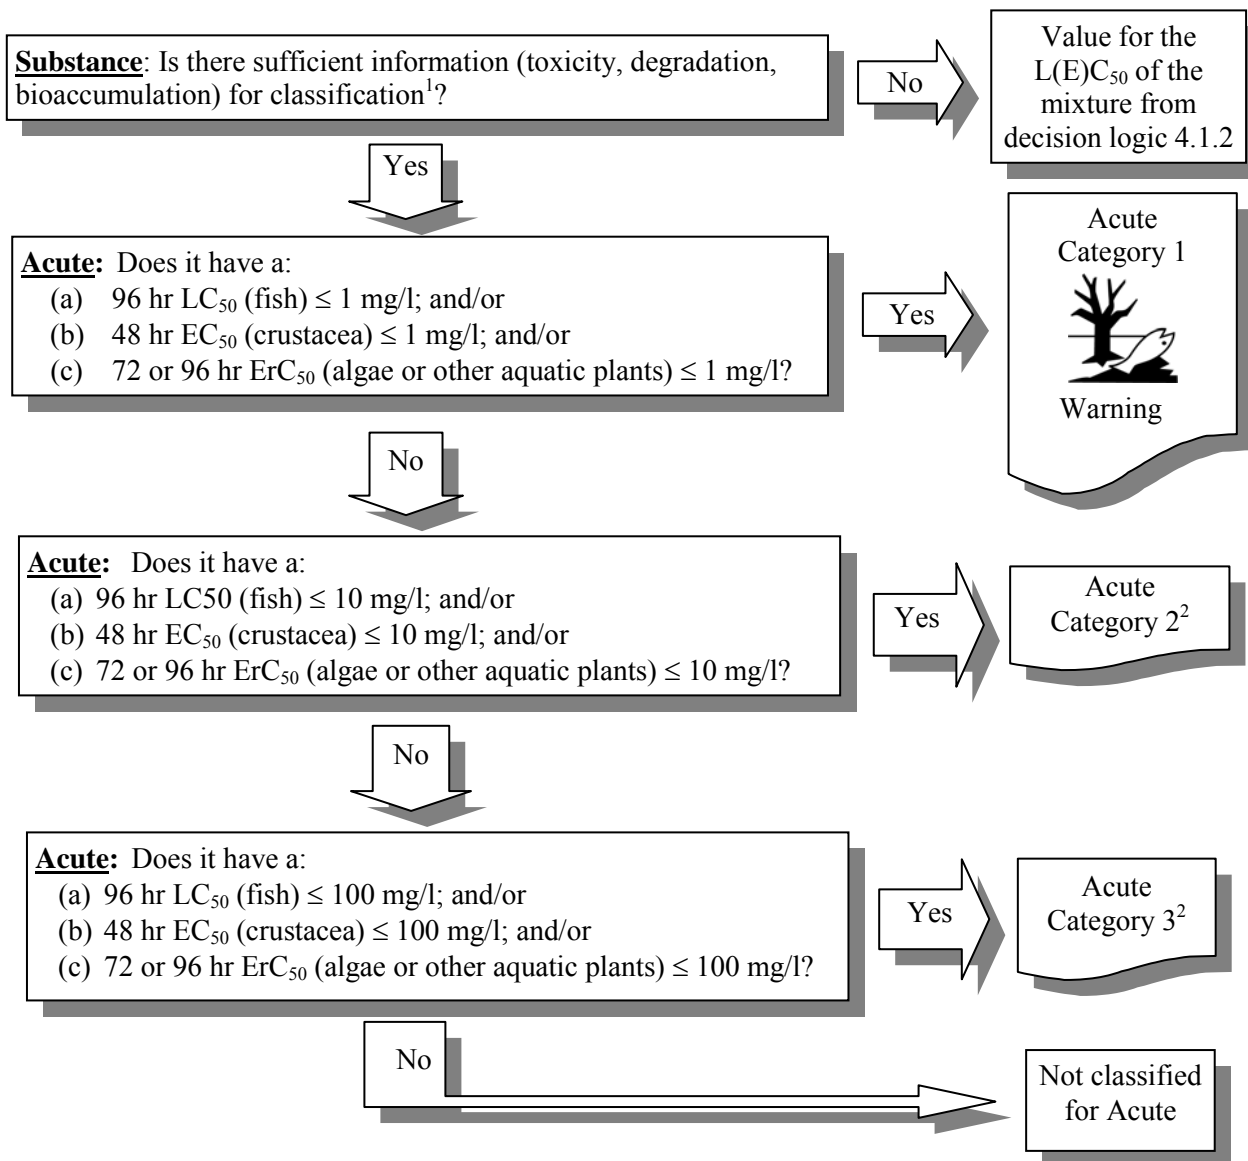 Substance: Is there sufficient information (toxicity, degradation,
bioaccumulation) for classification¹?
No
Value for the
L(E)C₅₀ of the
mixture from
decision logic 4.1.2
Yes
Acute: Does it have a:
(a) 96 hr LC₅₀ (fish) ≤ 1 mg/l; and/or
(b) 48 hr EC₅₀ (crustacea) ≤ 1 mg/l; and/or
(c) 72 or 96 hr ErC₅₀ (algae or other aquatic plants) ≤ 1 mg/l?
Yes
Acute
Category 1
Warning
No
Acute: Does it have a:
(a) 96 hr LC50 (fish) ≤ 10 mg/l; and/or
(b) 48 hr EC₅₀ (crustacea) ≤ 10 mg/l; and/or
(c) 72 or 96 hr ErC₅₀ (algae or other aquatic plants) ≤ 10 mg/l?
Yes
Acute
Category 2²
No
Acute: Does it have a:
(a) 96 hr LC₅₀ (fish) ≤ 100 mg/l; and/or
(b) 48 hr EC₅₀ (crustacea) ≤ 100 mg/l; and/or
(c) 72 or 96 hr ErC₅₀ (algae or other aquatic plants) ≤ 100 mg/l?
Yes
Acute
Category 3²
No
Not classified
for Acute